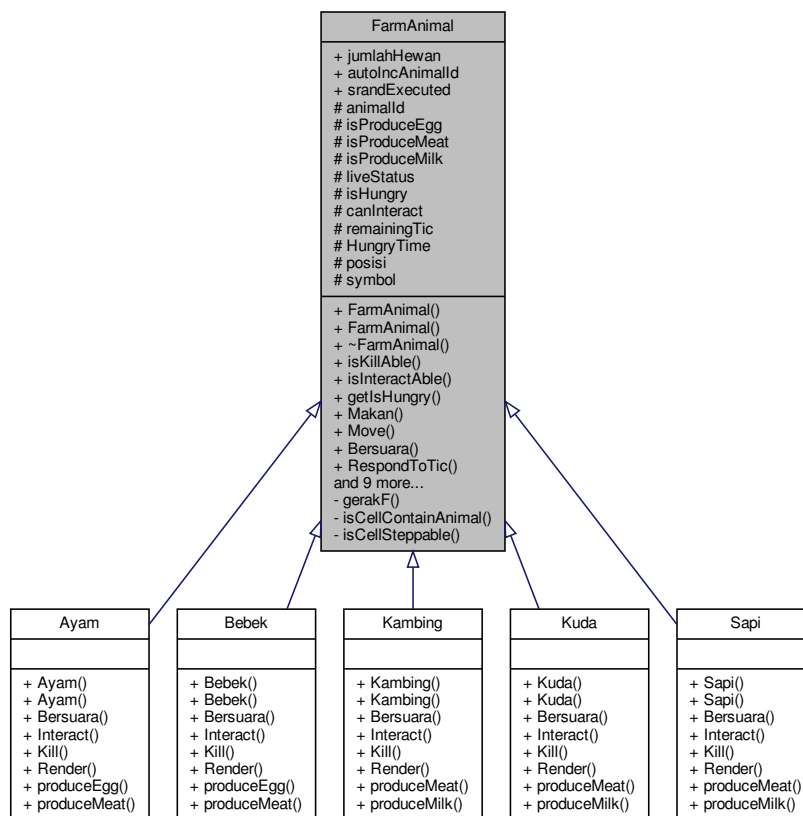 FarmAnimal
+ jumlahHewan
+ autoIncAnimalId
+ srandExecuted
# animalId
# isProduceEgg
# isProduceMeat
# isProduceMilk
# liveStatus
# isHungry
# canInteract
# remainingTic
# HungryTime
# posisi
# symbol
+ FarmAnimal()
+ FarmAnimal()
+ ~FarmAnimal()
+ isKillAble()
+ isInteractAble()
+ getIsHungry()
+ Makan()
+ Move()
+ Bersuara()
+ RespondToTic()
and 9 more...
- gerakF()
- isCellContainAnimal()
- isCellSteppable()
Ayam
+ Ayam()
+ Ayam()
+ Bersuara()
+ Interact()
+ Kill()
+ Render()
+ produceEgg()
+ produceMeat()
Bebek
+ Bebek()
+ Bebek()
+ Bersuara()
+ Interact()
+ Kill()
+ Render()
+ produceEgg()
+ produceMeat()
Kambing
+ Kambing()
+ Kambing()
+ Bersuara()
+ Interact()
+ Kill()
+ Render()
+ produceMeat()
+ produceMilk()
Kuda
+ Kuda()
+ Kuda()
+ Bersuara()
+ Interact()
+ Kill()
+ Render()
+ produceMeat()
+ produceMilk()
Sapi
+ Sapi()
+ Sapi()
+ Bersuara()
+ Interact()
+ Kill()
+ Render()
+ produceMeat()
+ produceMilk()